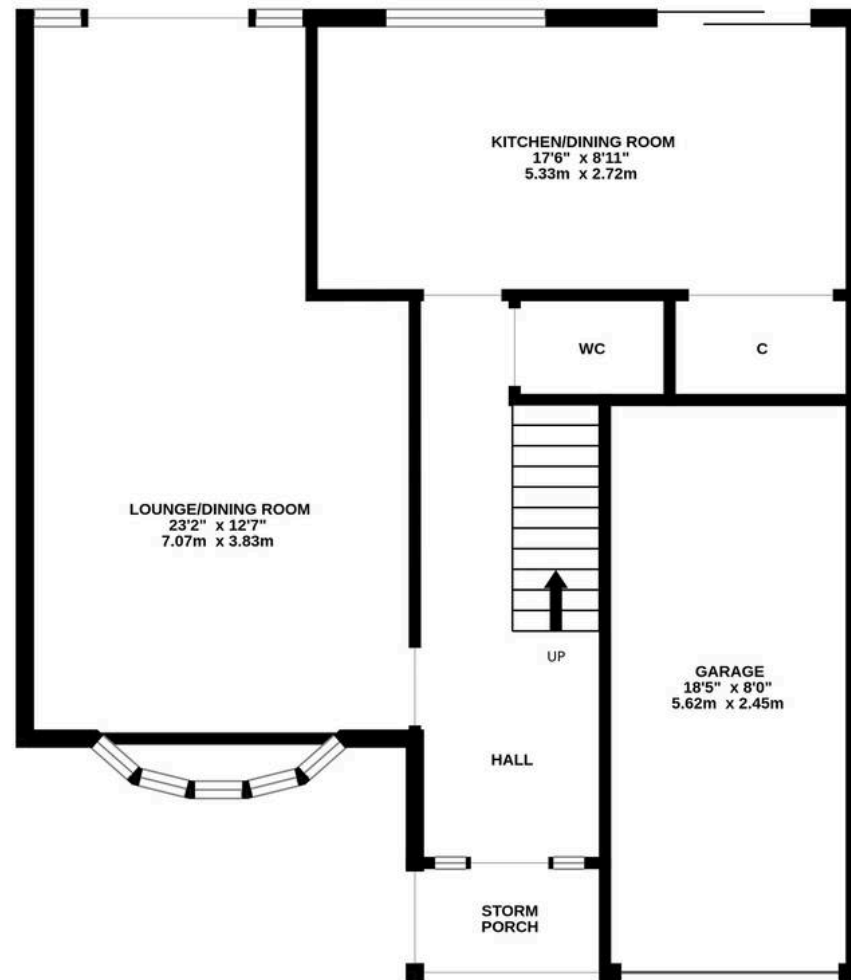 KITCHEN/DINING ROOM
17'6" x 8'11"
5.33m x 2.72m
WC
C
LOUNGE/DINING ROOM
23'2" x 12'7"
7.07m x 3.83m
UP
GARAGE
18'5" x 8'0"
5.62m x 2.45m
HALL
STORM
PORCH